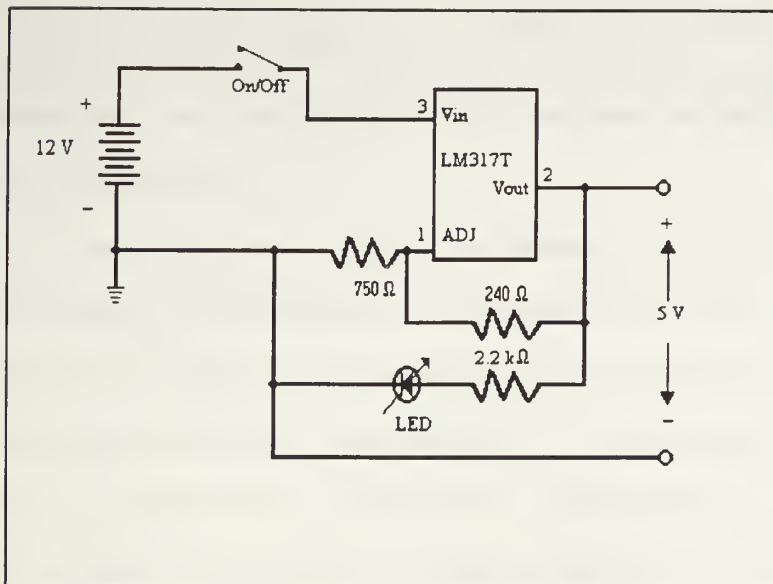 On/Off
+
12 V
-
3 Vin
LM317T
Vout 2
1 ADJ
750 Ω
240 Ω
2.2 kΩ
LED
+
5 V
-